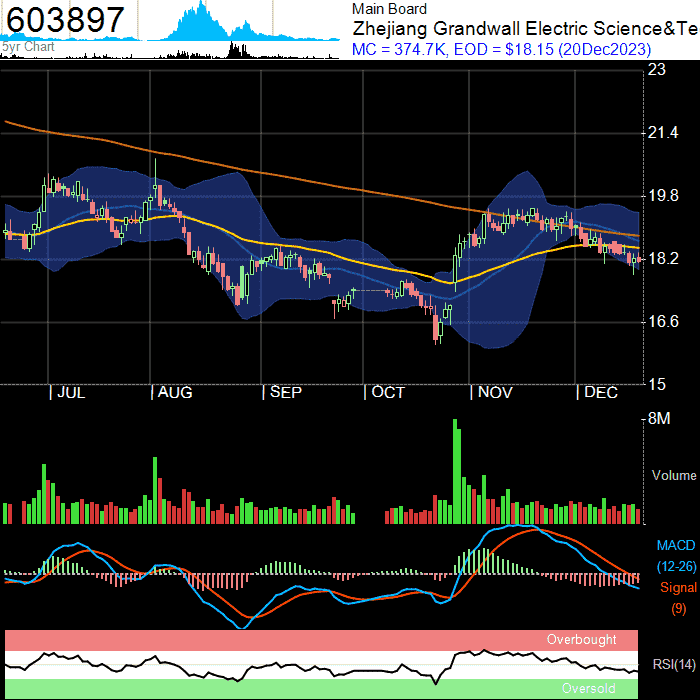 603897
5yr Chart
Main Board
Zhejiang Grandwall Electric Science&Te
MC = 374.7K, EOD = $18.15 (20Dec2023)
23
21.4
19.8
18.2
16.6
15
| JUL | AUG | SEP | OCT | NOV | DEC
8M
Volume
MACD
(12-26)
Signal
(9)
Overbought
RSI(14)
Oversold